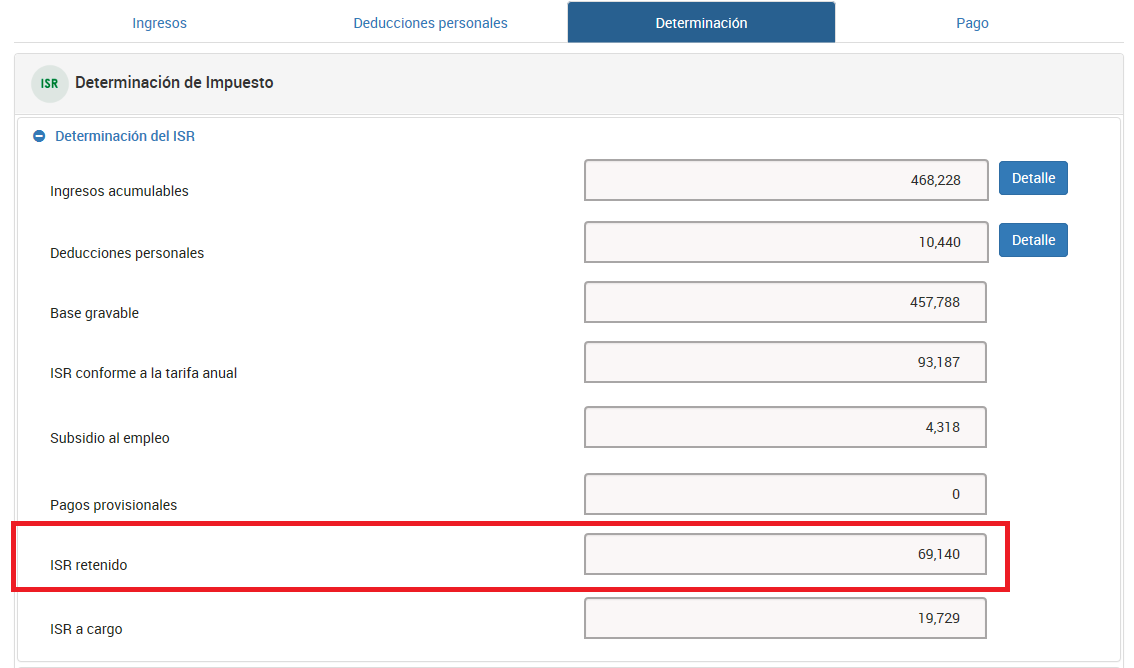 Ingresos Deducciones personales Determinación Pago
ISR Determinación de Impuesto
Determinación del ISR
Ingresos acumulables 468,228 Detalle
Deducciones personales 10,440 Detalle
Base gravable 457,788
ISR conforme a la tarifa anual 93,187
Subsidio al empleo 4,318
Pagos provisionales 0
ISR retenido 69,140
ISR a cargo 19,729